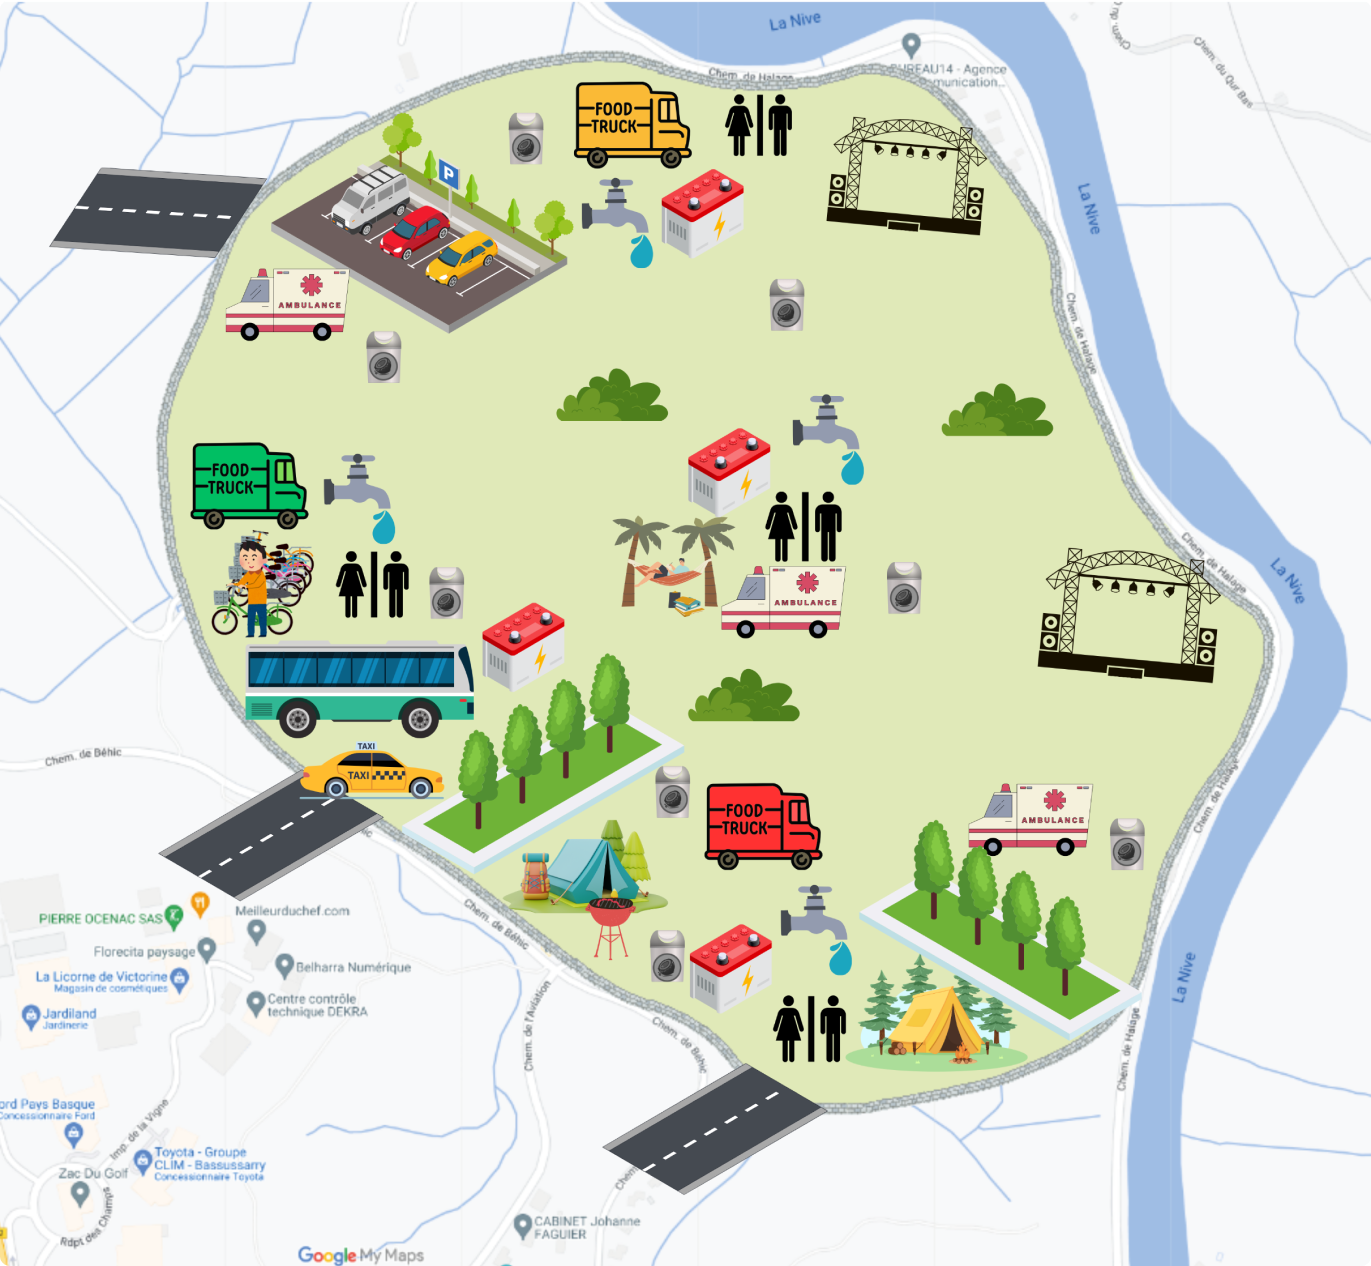 La Nive
Chem. du Qur Bas
Chem. de Halage
BUREAU14 - Agence
FOOD
TRUCK
P
La Nive
AMBULANCE
Chem. de Halage
FOOD
TRUCK
Chem. de Halage
La Nive
AMBULANCE
TAXI
TAXI
Chem. de Béhic
Chem. de Halage
FOOD
TRUCK
AMBULANCE
PIERRE OCENAC SAS
Meilleurduchef.com
Chem. de Béhic
Florecita paysage
Belharra Numérique
La Nive
La Licorne de Victorine
Magasin de cosmétiques
Centre contrôle
technique DEKRA
Jardiland
Jardinerie
Chem. de l'Aviation
Chem. de Béhic
Chem. de Halage
ord Pays Basque
Concessionnaire Ford
Imp. de la Vigne
Toyota - Groupe
CLIM - Bassussarry
Concessionnaire Toyota
Zac Du Golf
Chem
Rdpt des Champs
CABINET Johanne
FAGUIER
Google My Maps